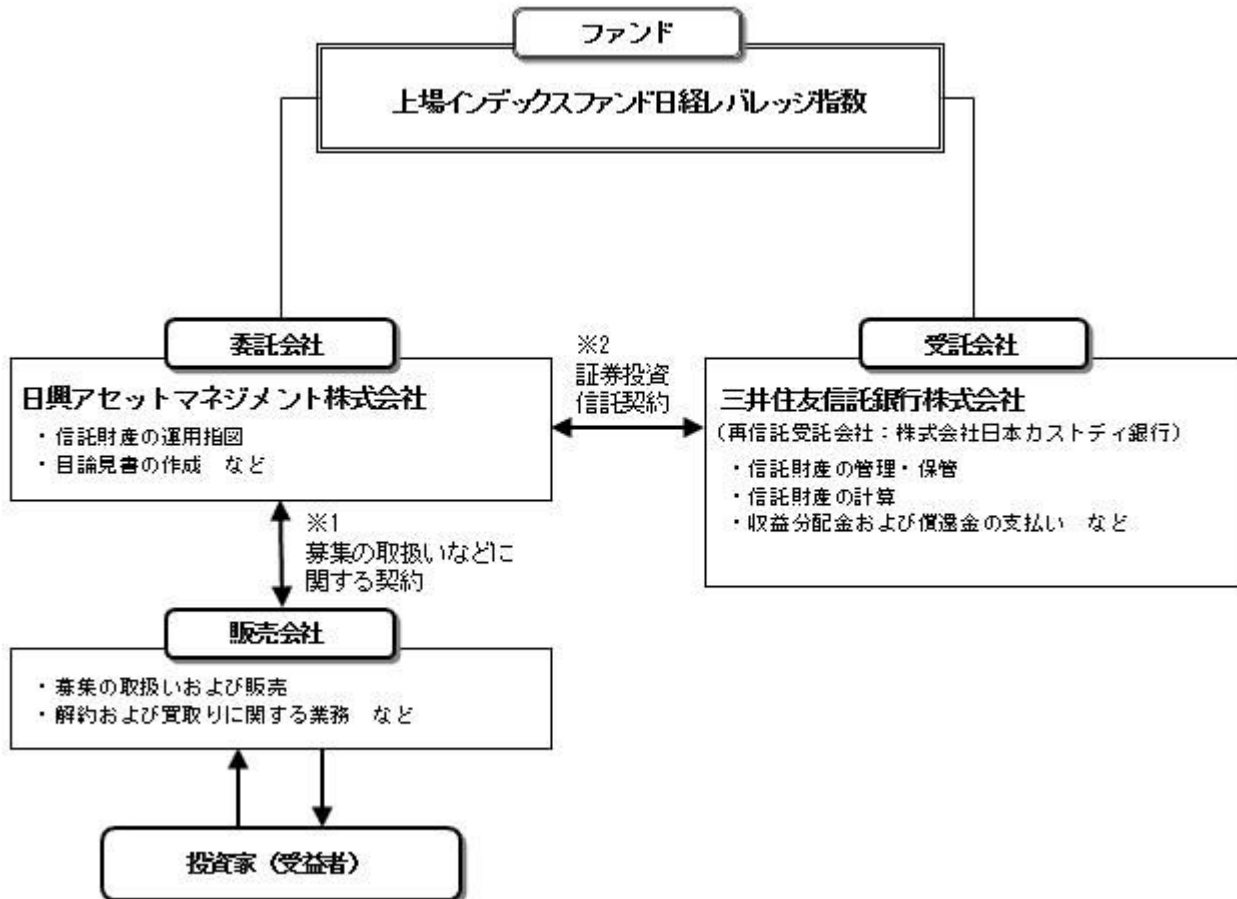 ファンド
上場インデックスファンド日経レバレッジ指数
委託会社
日興アセットマネジメント株式会社
・信託財産の運用指図
・目論見書の作成　など
※2
証券投資
信託契約
受託会社
三井住友信託銀行株式会社
（再信託受託会社：株式会社日本カストディ銀行）
・信託財産の管理・保管
・信託財産の計算
・収益分配金および償還金の支払い　など
※1
募集の取扱いなどに
関する契約
販売会社
・募集の取扱いおよび販売
・解約および買取りに関する業務　など
投資家（受益者）